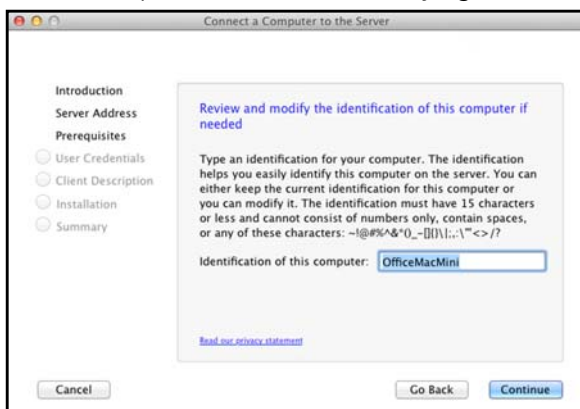 Connect a Computer to the Server
Introduction
Server Address
Prerequisites
User Credentials
Client Description
Installation
Summary
Review and modify the identification of this computer if
needed
Type an identification for your computer. The identification
helps you easily identify this computer on the server. You can
either keep the current identification for this computer or
you can modify it. The identification must have 15 characters
or less and cannot consist of numbers only, contain spaces,
or any of these characters: ~!@#%^&*()_-[]{}\|;,:\'"<>/?
Identification of this computer: OfficeMacMini
Read our privacy statement
Cancel
Go Back
Continue